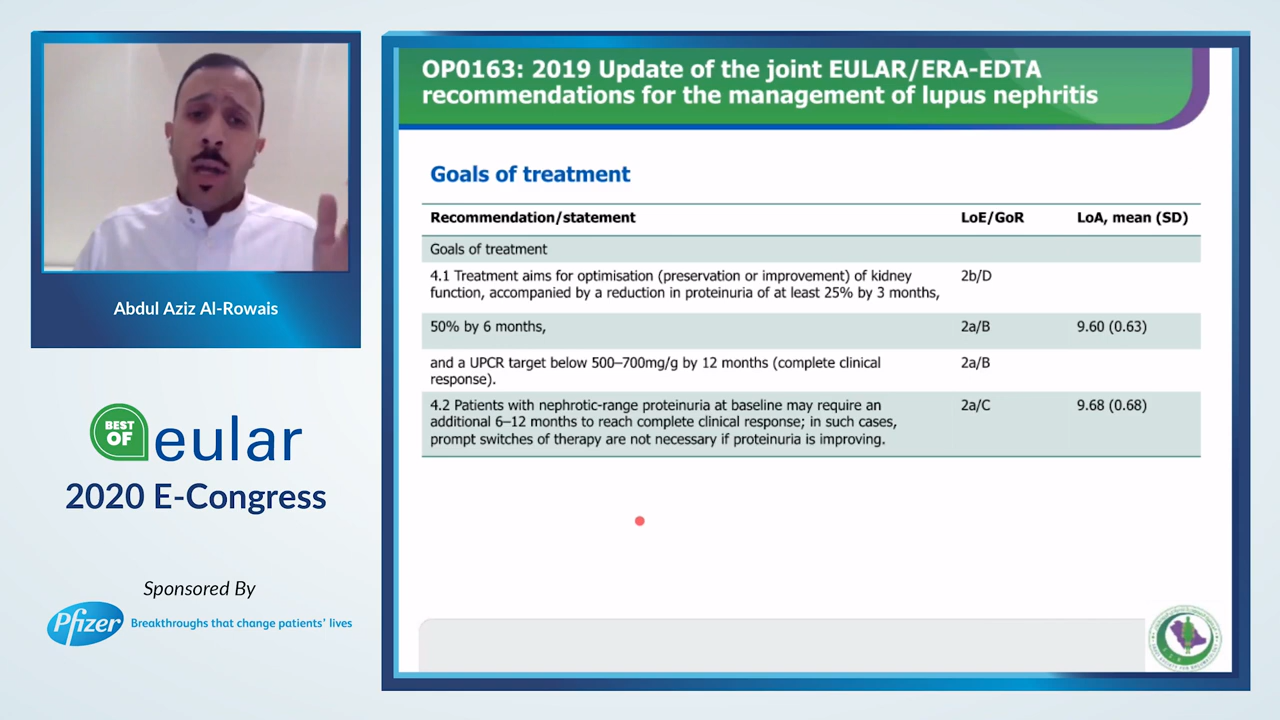 Abdul Aziz Al-Rowais
BEST
OF
eular
2020 E-Congress
Sponsored By
Pfizer
Breakthroughs that change patients' lives
OP0163: 2019 Update of the joint EULAR/ERA-EDTA
recommendations for the management of lupus nephritis
Goals of treatment
Recommendation/statement LoE/GoR LoA, mean (SD)
Goals of treatment
4.1 Treatment aims for optimisation (preservation or improvement) of kidney 2b/D
function, accompanied by a reduction in proteinuria of at least 25% by 3 months,
50% by 6 months, 2a/B 9.60 (0.63)
and a UPCR target below 500–700mg/g by 12 months (complete clinical 2a/B
response).
4.2 Patients with nephrotic-range proteinuria at baseline may require an 2a/C 9.68 (0.68)
additional 6–12 months to reach complete clinical response; in such cases,
prompt switches of therapy are not necessary if proteinuria is improving.